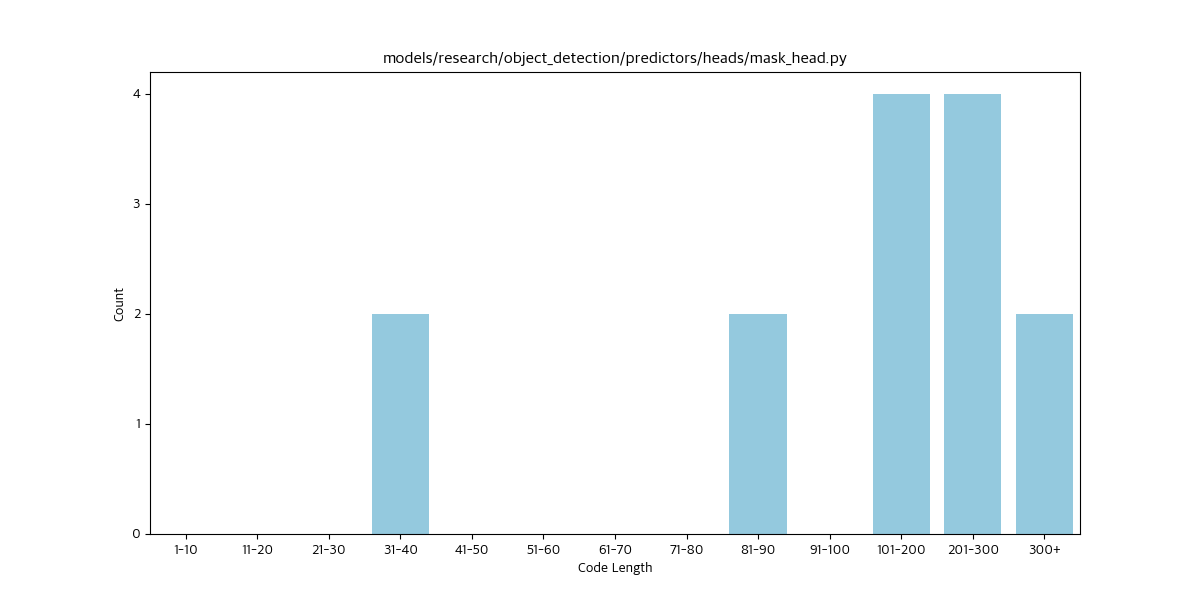 models/research/object_detection/predictors/heads/mask_head.py
4
3
2
1
0
Count
1-10 11-20 21-30 31-40 41-50 51-60 61-70 71-80 81-90 91-100 101-200 201-300 300+
Code Length